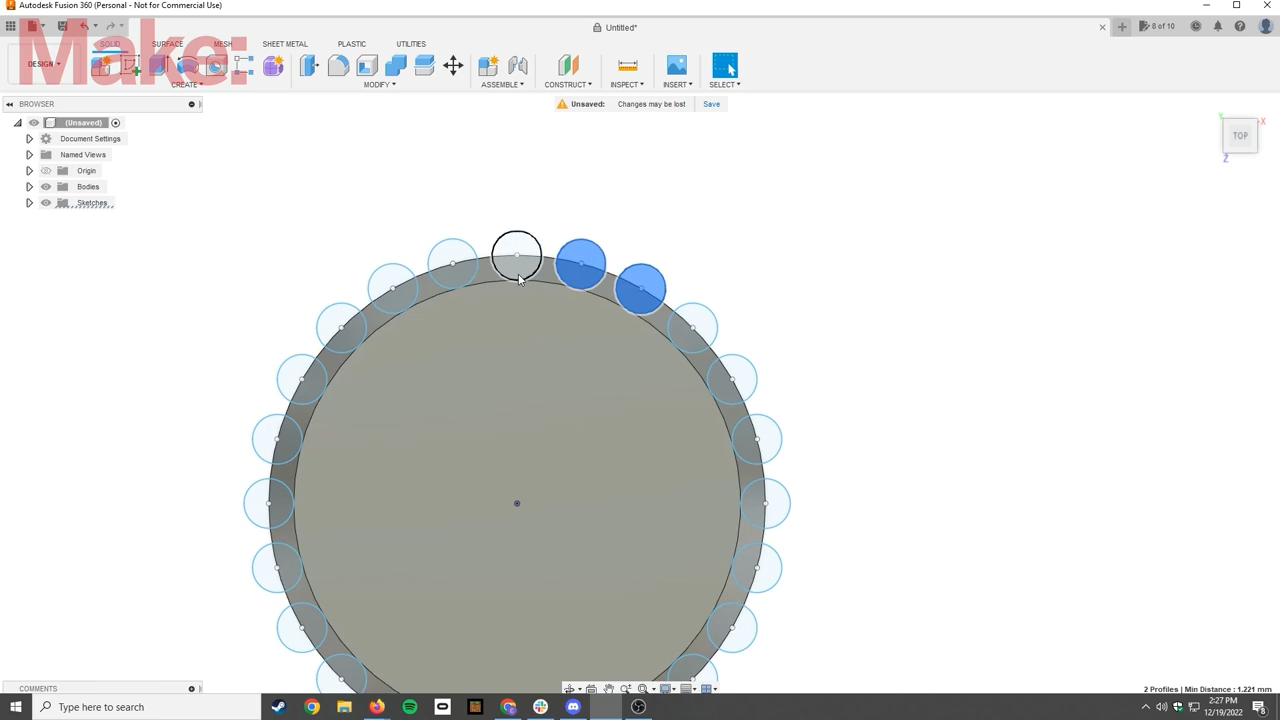 Autodesk Fusion 360 (Personal - Not for Commercial Use)
Make:
Untitled*
8 of 10
DESIGN
SOLID
SURFACE
MESH
SHEET METAL
PLASTIC
UTILITIES
CREATE
MODIFY
ASSEMBLE
CONSTRUCT
INSPECT
INSERT
SELECT
BROWSER
Unsaved: Changes may be lost Save
(Unsaved)
Document Settings
Named Views
Origin
Bodies
Sketches
Y
X
TOP
Z
COMMENTS
2 Profiles | Min Distance : 1.221 mm
Type here to search
2:27 PM
12/19/2022
8